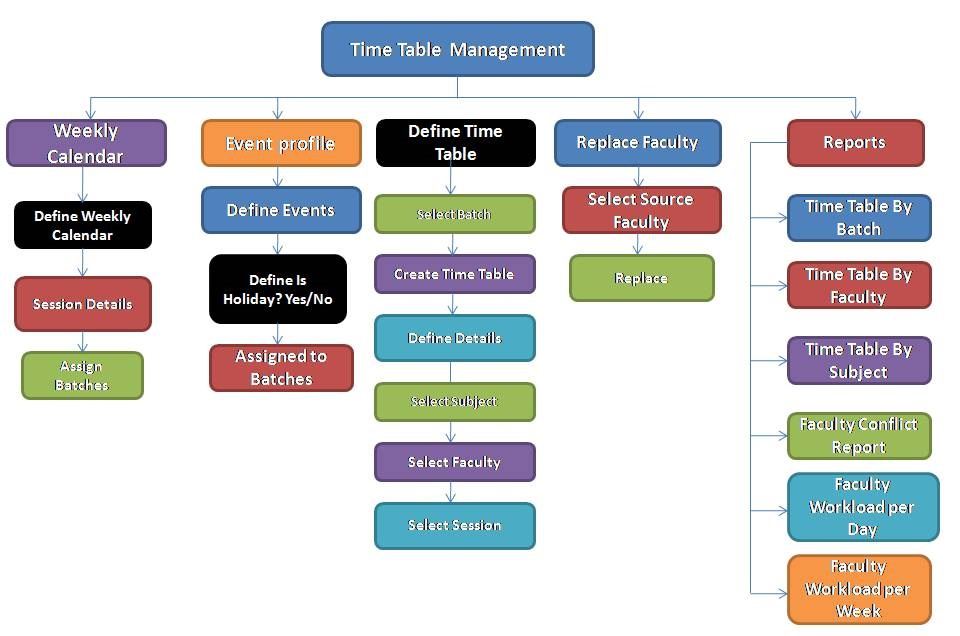 Time Table Management
Weekly
Calendar
Define Weekly
Calendar
Session Details
Assign
Batches
Event profile
Define Events
Define Is
Holiday? Yes/No
Assigned to
Batches
Define Time
Table
Select Batch
Create Time Table
Define Details
Select Subject
Select Faculty
Select Session
Replace Faculty
Select Source
Faculty
Replace
Reports
Time Table By
Batch
Time Table By
Faculty
Time Table By
Subject
Faculty Conflict
Report
Faculty
Workload per
Day
Faculty
Workload per
Week